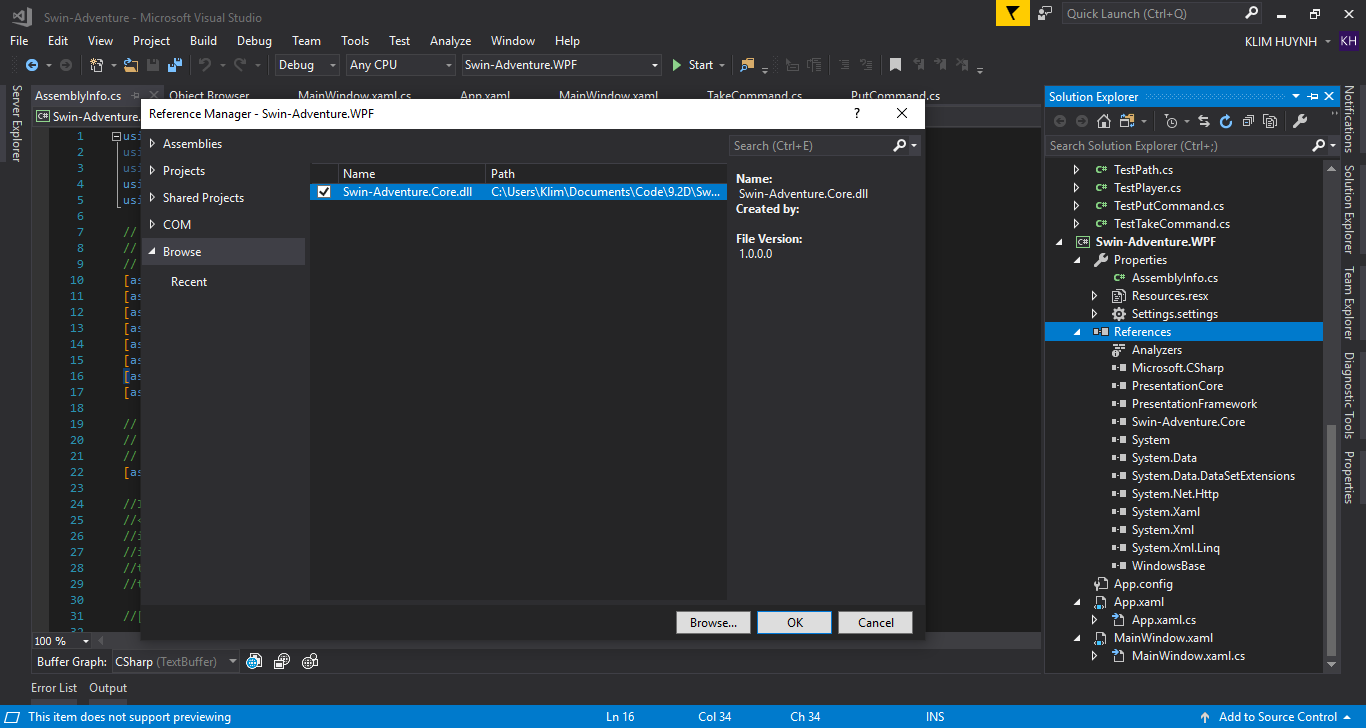 Swin-Adventure - Microsoft Visual Studio
Quick Launch (Ctrl+Q)
File Edit View Project Build Debug Team Tools Test Analyze Window Help
KLIM HUYNH KH
Debug Any CPU Swin-Adventure.WPF Start
Server Explorer
AssemblyInfo.cs Object Browser MainWindow.xaml.cs App.xaml MainWindow.xaml TakeCommand.cs PutCommand.cs
C# Swin-Adventure.
1 usi
2 usi
3 usi
4 usi
5 usi
6
7 //
8 //
9 //
10 [as
11 [as
12 [as
13 [as
14 [as
15 [as
16 [as
17 [as
18
19 //
20 //
21 //
22 [as
23
24
25 //<
26 //i
27 //i
28 //t
29 //t
30
31 //[
32
100 %
Buffer Graph: CSharp (TextBuffer)
Error List Output
Reference Manager - Swin-Adventure.WPF
?
Assemblies
Projects
Shared Projects
COM
Browse
Recent
Name Path
Swin-Adventure.Core.dll C:\Users\Klim\Documents\Code\9.2D\Sw...
Search (Ctrl+E)
Name:
Swin-Adventure.Core.dll
Created by:
File Version:
1.0.0.0
Browse... OK Cancel
Solution Explorer
Search Solution Explorer (Ctrl+;)
C# TestPath.cs
C# TestPlayer.cs
C# TestPutCommand.cs
C# TestTakeCommand.cs
C# Swin-Adventure.WPF
Properties
C# AssemblyInfo.cs
Resources.resx
Settings.settings
References
Analyzers
Microsoft.CSharp
PresentationCore
PresentationFramework
Swin-Adventure.Core
System
System.Data
System.Data.DataSetExtensions
System.Net.Http
System.Xaml
System.Xml
System.Xml.Linq
WindowsBase
App.config
App.xaml
App.xaml.cs
MainWindow.xaml
MainWindow.xaml.cs
Notifications
Solution Explorer
Team Explorer
Diagnostic Tools
Properties
This item does not support previewing Ln 16 Col 34 Ch 34 INS Add to Source Control